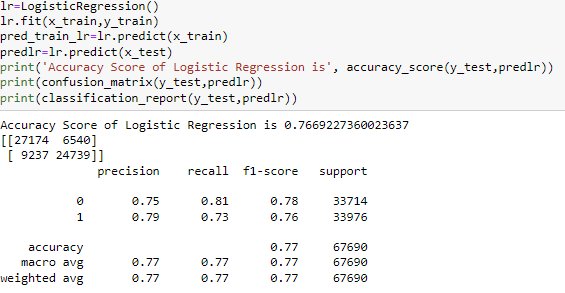 lr=LogisticRegression()
lr.fit(x_train,y_train)
pred_train_lr=lr.predict(x_train)
predlr=lr.predict(x_test)
print('Accuracy Score of Logistic Regression is', accuracy_score(y_test,predlr))
print(confusion_matrix(y_test,predlr))
print(classification_report(y_test,predlr))
Accuracy Score of Logistic Regression is 0.7669227360023637
[[27174  6540]
 [ 9237 24739]]
              precision    recall  f1-score   support
           0       0.75      0.81      0.78     33714
           1       0.79      0.73      0.76     33976
    accuracy                           0.77     67690
   macro avg       0.77      0.77      0.77     67690
weighted avg       0.77      0.77      0.77     67690